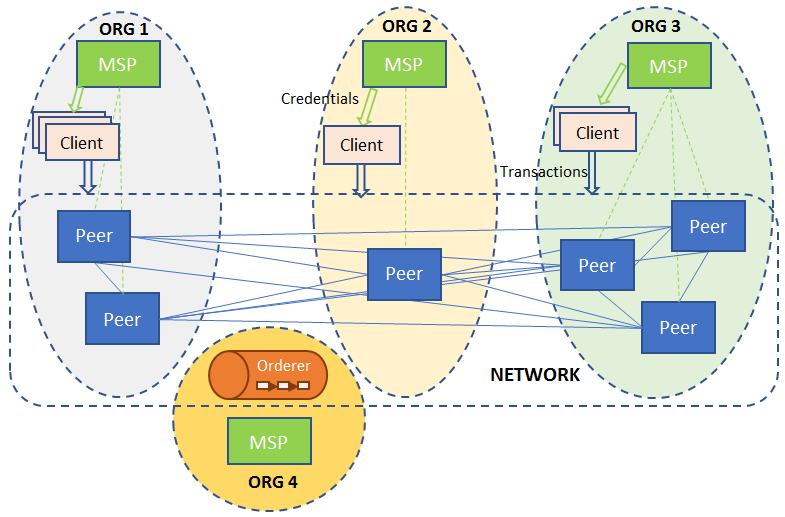 ORG 1
ORG 2
ORG 3
MSP
MSP
MSP
Credentials
Client
Client
Client
Transactions
Peer
Peer
Peer
Peer
Peer
Peer
Orderer
NETWORK
MSP
ORG 4